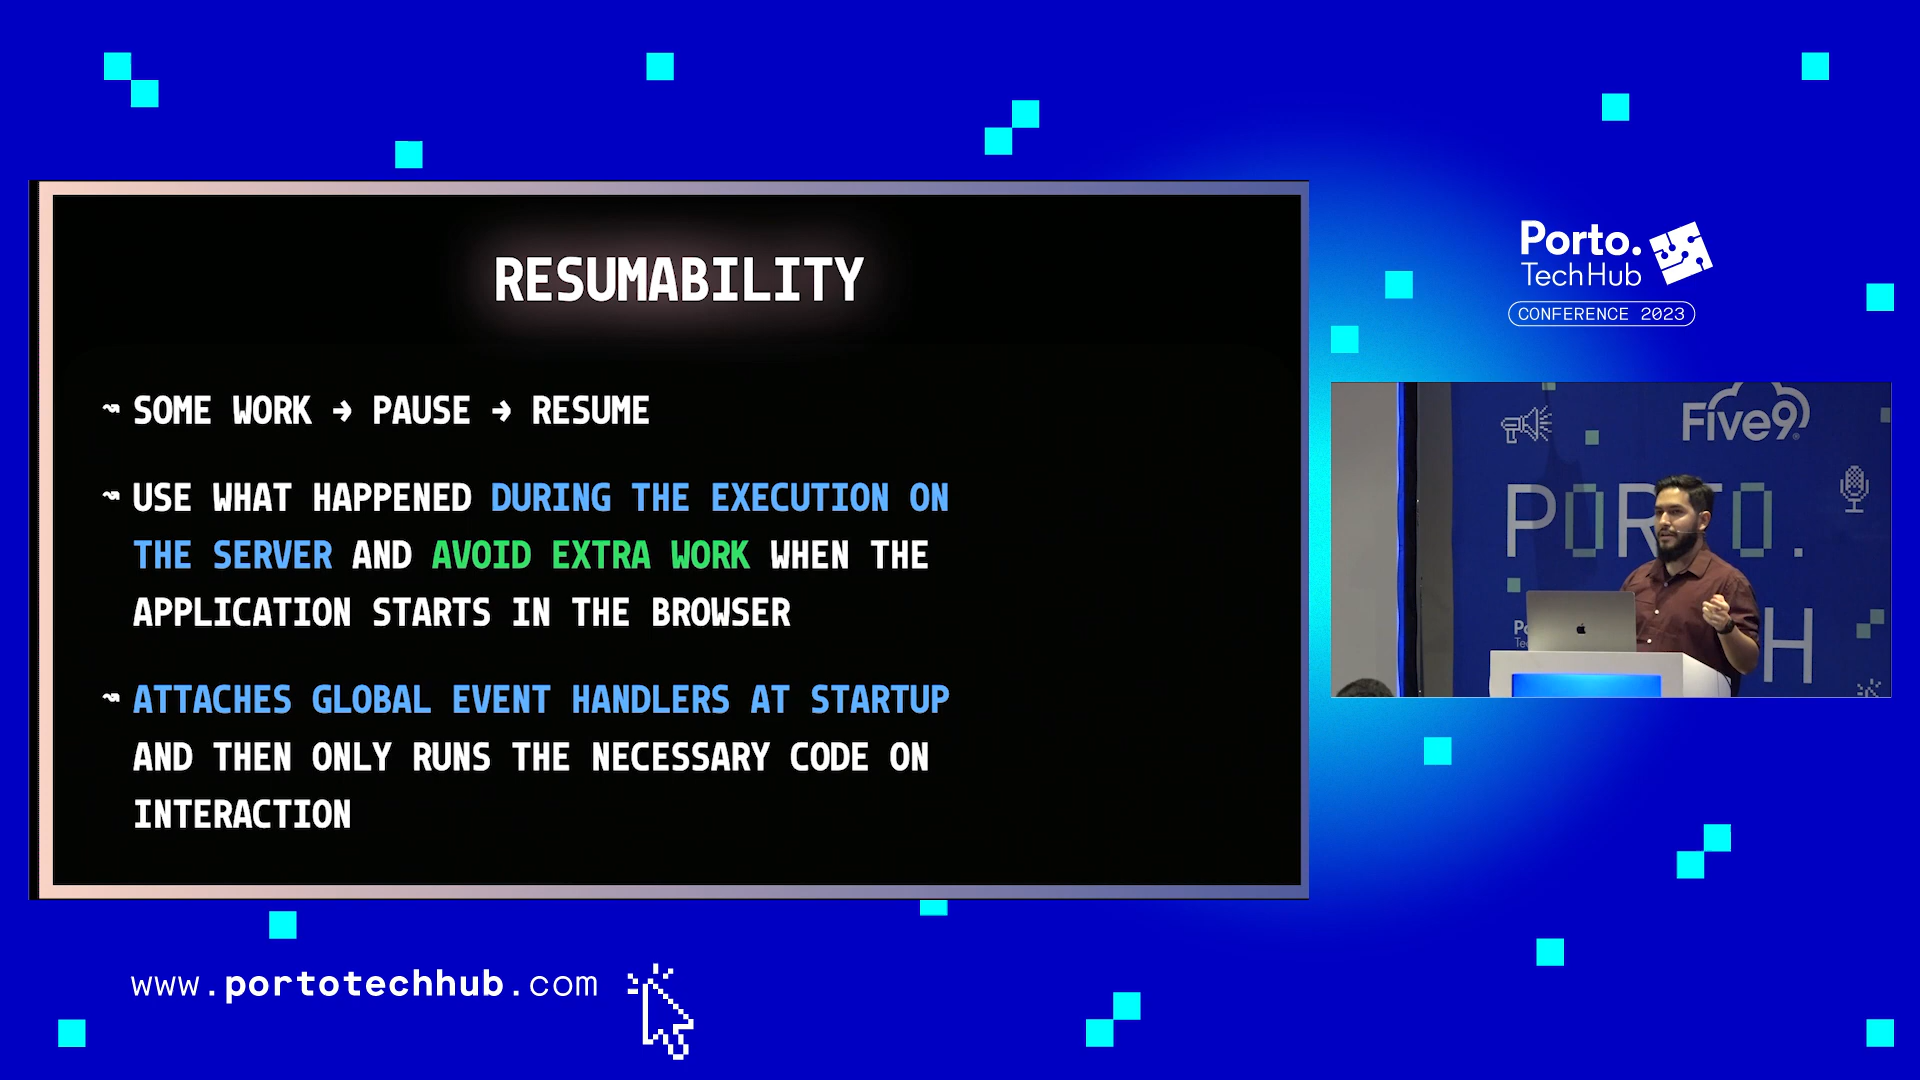 RESUMABILITY
↝ SOME WORK → PAUSE → RESUME
↝ USE WHAT HAPPENED DURING THE EXECUTION ON
THE SERVER AND AVOID EXTRA WORK WHEN THE
APPLICATION STARTS IN THE BROWSER
↝ ATTACHES GLOBAL EVENT HANDLERS AT STARTUP
AND THEN ONLY RUNS THE NECESSARY CODE ON
INTERACTION
Porto.
TechHub
CONFERENCE 2023
Five9
PORTO.
H
www.portotechhub.com